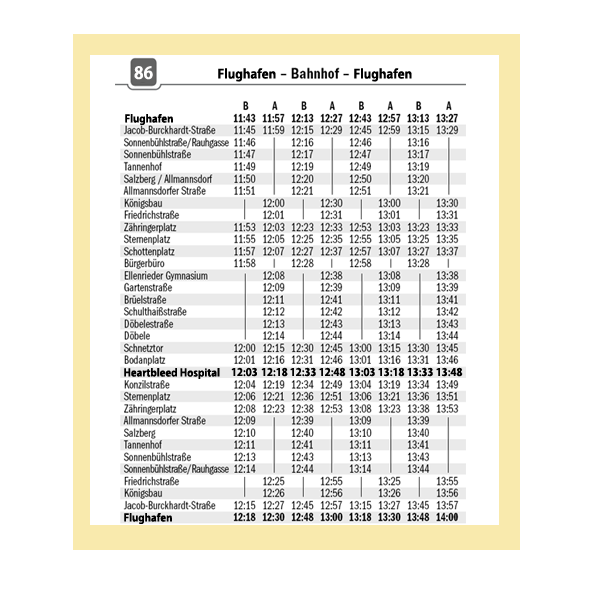 86
Flughafen – Bahnhof – Flughafen
B A B A B A B A
Flughafen 11:43 11:57 12:13 12:27 12:43 12:57 13:13 13:27
Jacob-Burckhardt-Straße 11:45 11:59 12:15 12:29 12:45 12:59 13:15 13:29
Sonnenbühlstraße/Rauhgasse 11:46 | 12:16 | 12:46 | 13:16 |
Sonnenbühlstraße 11:47 | 12:17 | 12:47 | 13:17 |
Tannenhof 11:49 | 12:19 | 12:49 | 13:19 |
Salzberg / Allmannsdorf 11:50 | 12:20 | 12:50 | 13:20 |
Allmannsdorfer Straße 11:51 | 12:21 | 12:51 | 13:21 |
Königsbau | 12:00 | 12:30 | 13:00 | 13:30
Friedrichstraße | 12:01 | 12:31 | 13:01 | 13:31
Zähringerplatz 11:53 12:03 12:23 12:33 12:53 13:03 13:23 13:33
Sternenplatz 11:55 12:05 12:25 12:35 12:55 13:05 13:25 13:35
Schottenplatz 11:57 12:07 12:27 12:37 12:57 13:07 13:27 13:37
Bürgerbüro 11:58 | 12:28 | 12:58 | 13:28 |
Ellenrieder Gymnasium | 12:08 | 12:38 | 13:08 | 13:38
Gartenstraße | 12:09 | 12:39 | 13:09 | 13:39
Brüelstraße | 12:11 | 12:41 | 13:11 | 13:41
Schulthaißstraße | 12:12 | 12:42 | 13:12 | 13:42
Döbelestraße | 12:13 | 12:43 | 13:13 | 13:43
Döbele | 12:14 | 12:44 | 13:14 | 13:44
Schnetztor 12:00 12:15 12:30 12:45 13:00 13:15 13:30 13:45
Bodanplatz 12:01 12:16 12:31 12:46 13:01 13:16 13:31 13:46
Heartbleed Hospital 12:03 12:18 12:33 12:48 13:03 13:18 13:33 13:48
Konzilstraße 12:04 12:19 12:34 12:49 13:04 13:19 13:34 13:49
Sternenplatz 12:06 12:21 12:36 12:51 13:06 13:21 13:36 13:51
Zähringerplatz 12:08 12:23 12:38 12:53 13:08 13:23 13:38 13:53
Allmannsdorfer Straße 12:09 | 12:39 | 13:09 | 13:39 |
Salzberg 12:10 | 12:40 | 13:10 | 13:40 |
Tannenhof 12:11 | 12:41 | 13:11 | 13:41 |
Sonnenbühlstraße 12:13 | 12:43 | 13:13 | 13:43 |
Sonnenbühlstraße/Rauhgasse 12:14 | 12:44 | 13:14 | 13:44 |
Friedrichstraße | 12:25 | 12:55 | 13:25 | 13:55
Königsbau | 12:26 | 12:56 | 13:26 | 13:56
Jacob-Burckhardt-Straße 12:15 12:27 12:45 12:57 13:15 13:27 13:45 13:57
Flughafen 12:18 12:30 12:48 13:00 13:18 13:30 13:48 14:00